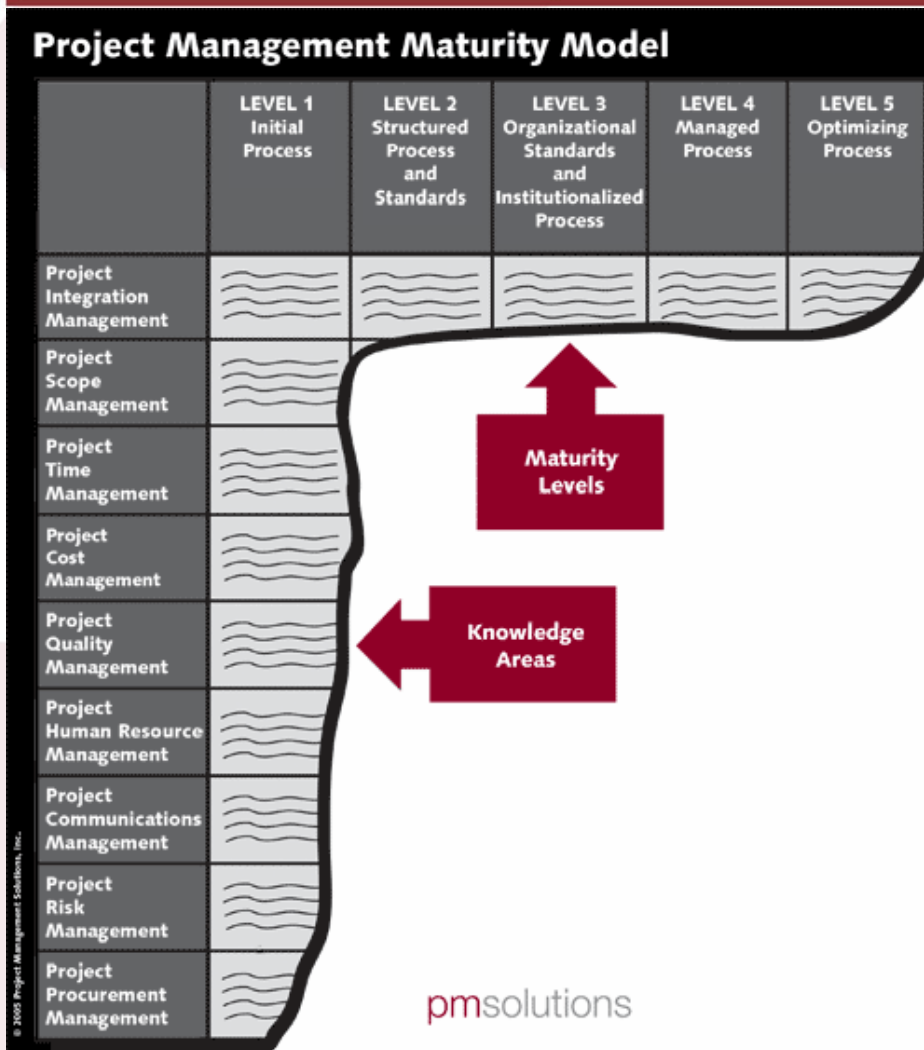 Project Management Maturity Model
LEVEL 1
Initial
Process
LEVEL 2
Structured
Process
and
Standards
LEVEL 3
Organizational
Standards
and
Institutionalized
Process
LEVEL 4
Managed
Process
LEVEL 5
Optimizing
Process
Project
Integration
Management
Project
Scope
Management
Project
Time
Management
Project
Cost
Management
Project
Quality
Management
Project
Human Resource
Management
Project
Communications
Management
Project
Risk
Management
Project
Procurement
Management
Maturity
Levels
Knowledge
Areas
pmsolutions
© 2005 Project Management Solutions, Inc.